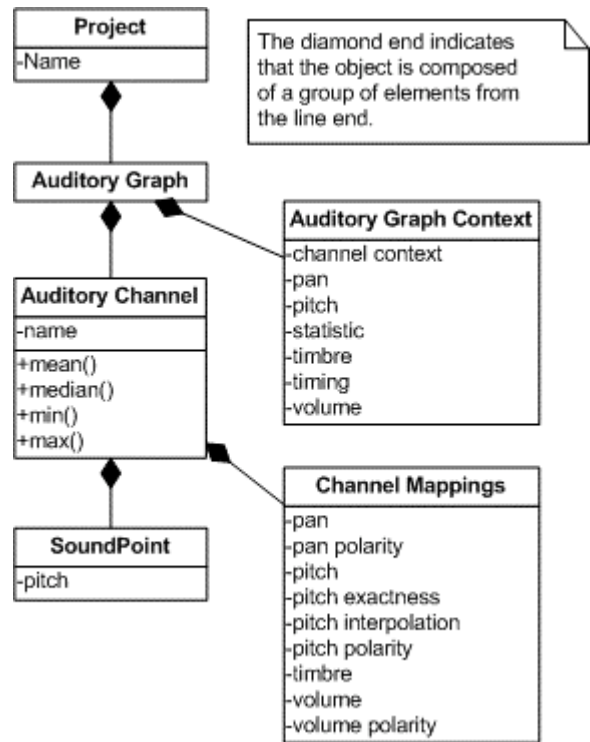 Project
-Name
The diamond end indicates
that the object is composed
of a group of elements from
the line end.
Auditory Graph
Auditory Graph Context
-channel context
-pan
-pitch
-statistic
-timbre
-timing
-volume
Auditory Channel
-name
+mean()
+median()
+min()
+max()
Channel Mappings
-pan
-pan polarity
-pitch
-pitch exactness
-pitch interpolation
-pitch polarity
-timbre
-volume
-volume polarity
SoundPoint
-pitch